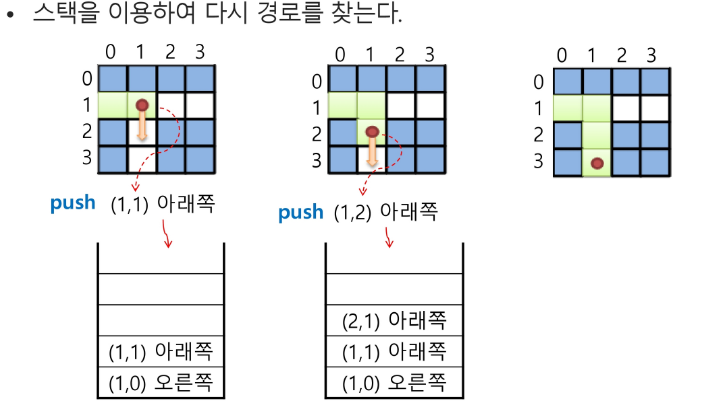 • 스택을 이용하여 다시 경로를 찾는다.
0 1 2 3
0
1
2
3
0 1 2 3
0
1
2
3
0 1 2 3
0
1
2
3
push (1,1) 아래쪽
push (1,2) 아래쪽
(1,1) 아래쪽
(1,0) 오른쪽
(2,1) 아래쪽
(1,1) 아래쪽
(1,0) 오른쪽